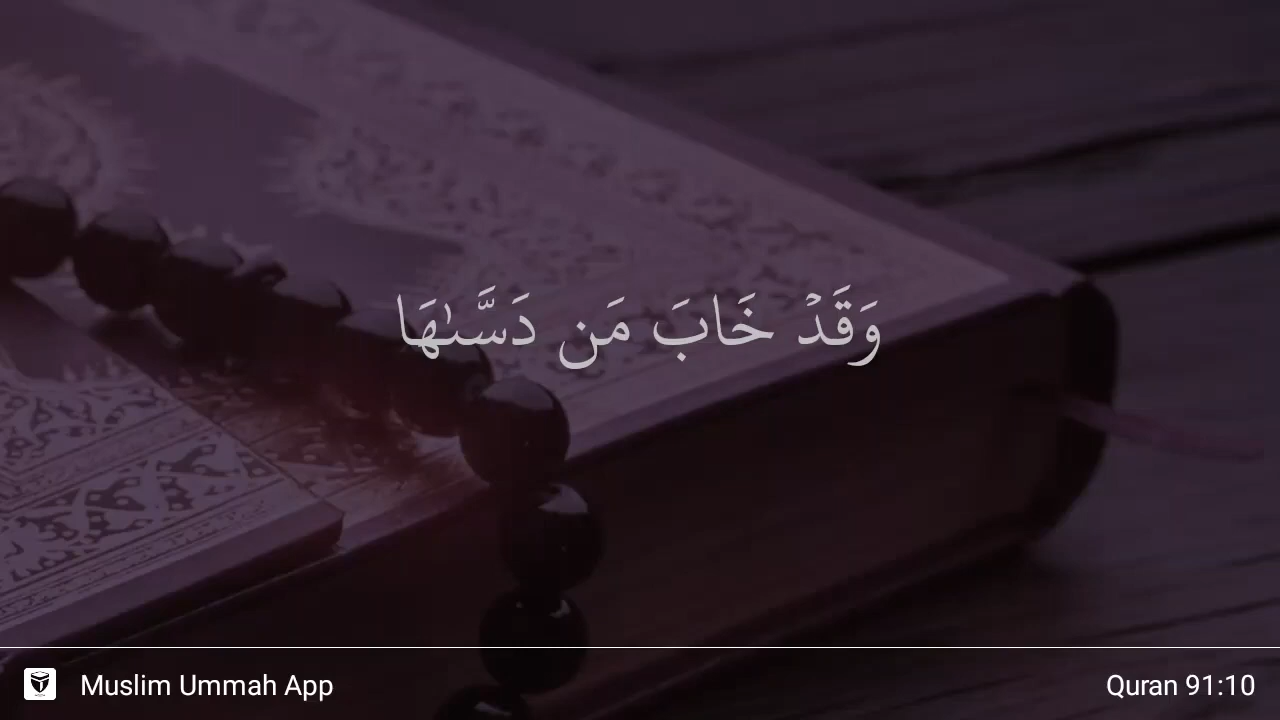 وَقَدْ خَابَ مَن دَسَّىٰهَا
Muslim Ummah App
Quran 91:10